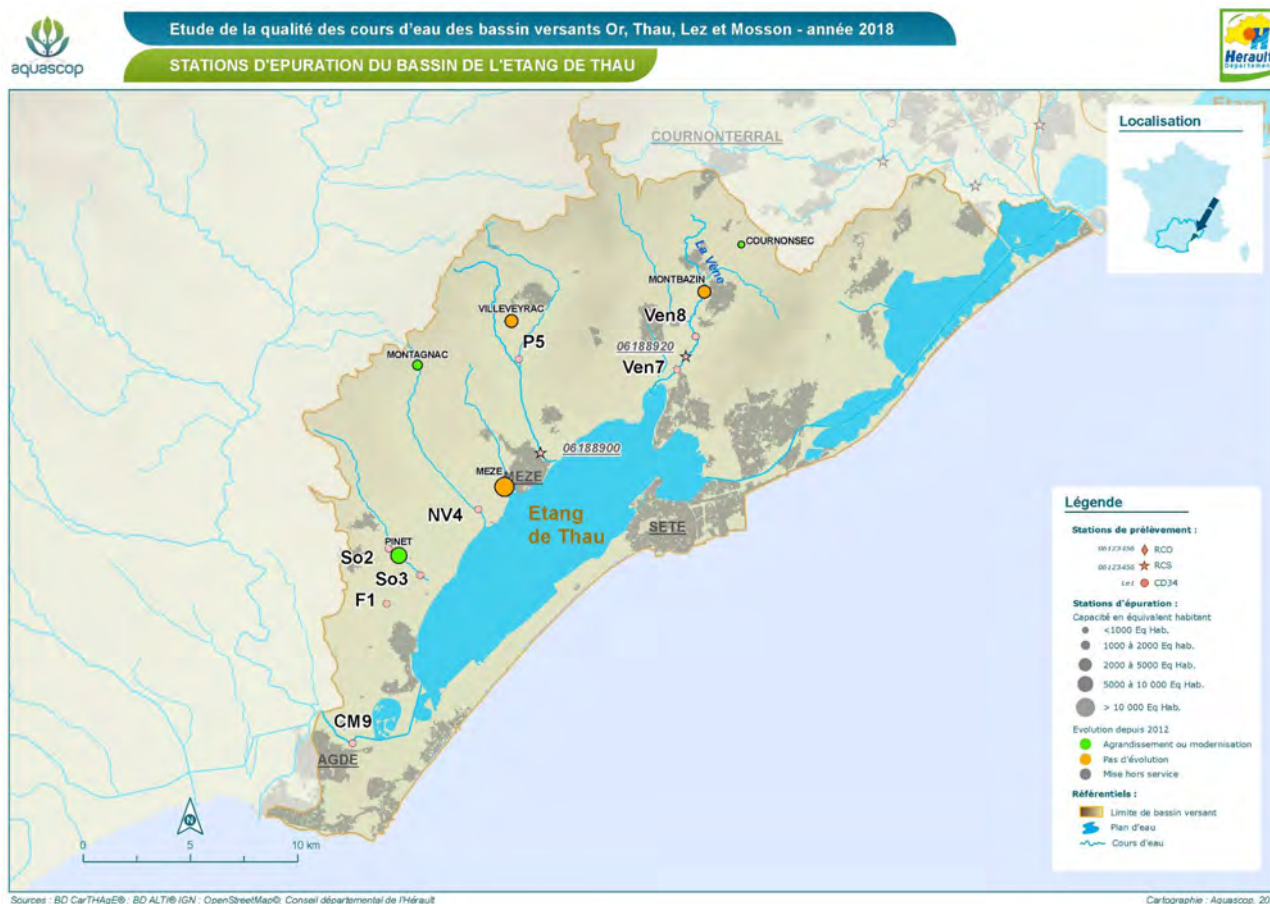 aquascop
Etude de la qualité des cours d'eau des bassin versants Or, Thau, Lez et Mosson - année 2018
STATIONS D'EPURATION DU BASSIN DE L'ETANG DE THAU
Hérault
Département
Etang
Localisation
COURNONTERRAL
COURNONSEC
La Vène
MONTBAZIN
VILLEVEYRAC
Ven8
P5
06188920
MONTAGNAC
Ven7
06188900
MEZE
MEZE
NV4
Etang
de Thau
SETE
PINET
So2
So3
F1
CM9
AGDE
N
0
5
10 km
Légende
Stations de prélèvement :
06123456 RCO
06123456 RCS
Le1 CD34
Stations d'épuration :
Capacité en équivalent habitant
<1000 Eq Hab.
1000 à 2000 Eq hab.
2000 à 5000 Eq Hab.
5000 à 10 000 Eq Hab.
> 10 000 Eq Hab.
Evolution depuis 2012
Agrandissement ou modernisation
Pas d'évolution
Mise hors service
Référentiels :
Limite de bassin versant
Plan d'eau
Cours d'eau
Sources : BD CarTHAgE® ; BD ALTI® IGN ; OpenStreetMap©; Conseil départemental de l'Hérault
Cartographie : Aquascop, 20